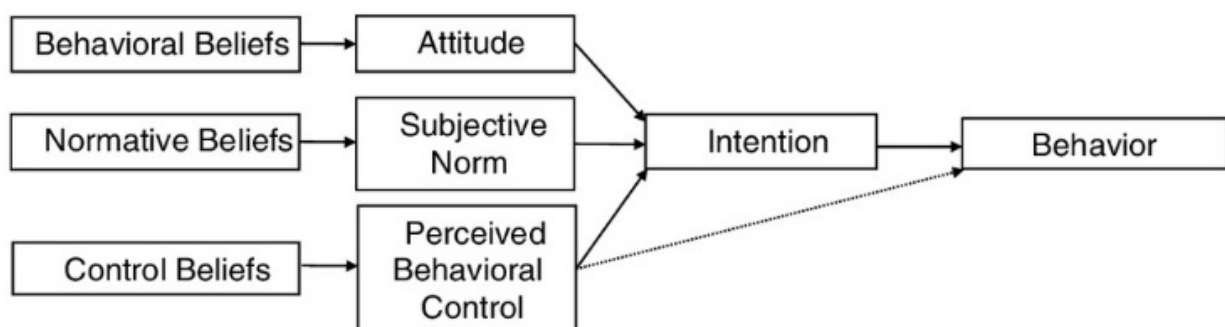 Behavioral Beliefs
Attitude
Normative Beliefs
Subjective
Norm
Intention
Behavior
Control Beliefs
Perceived
Behavioral
Control